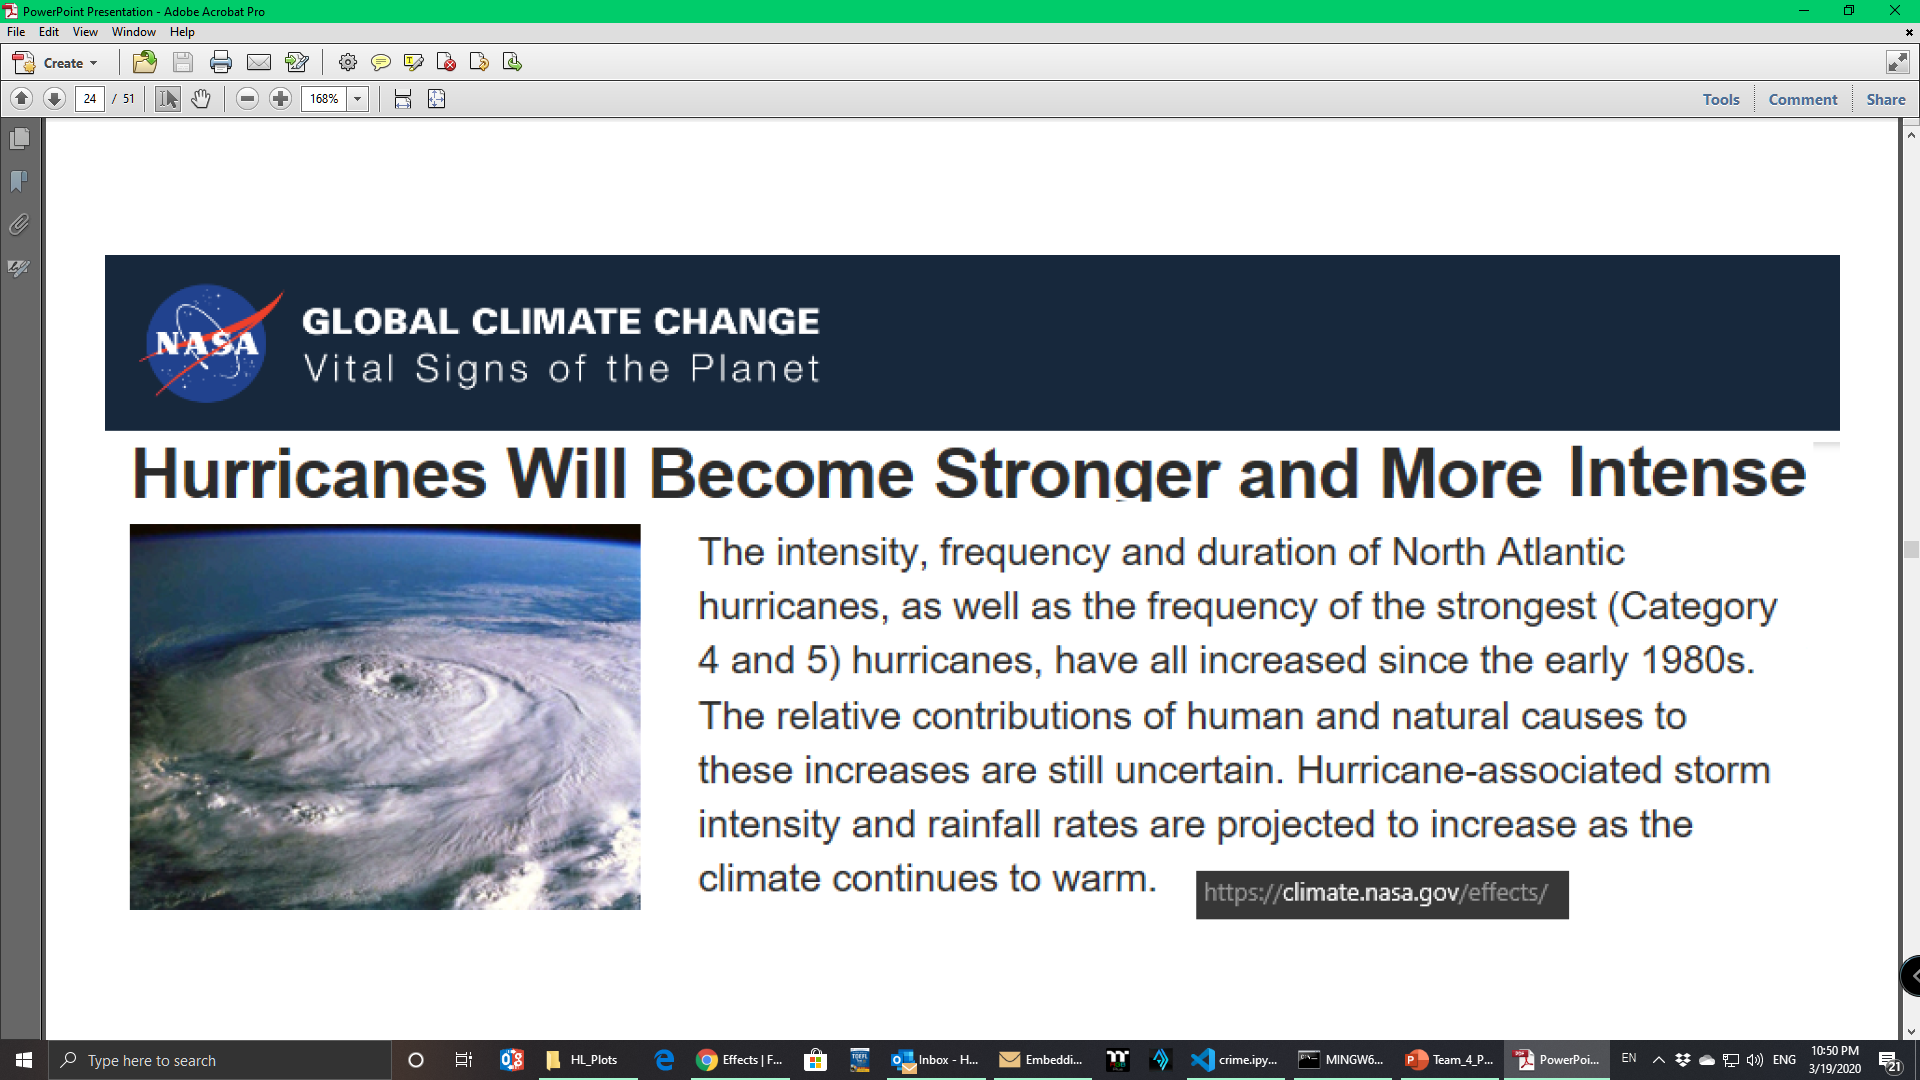 PowerPoint Presentation - Adobe Acrobat Pro
File Edit View Window Help
Create
24 / 51
168%
Tools Comment Share
NASA
GLOBAL CLIMATE CHANGE
Vital Signs of the Planet
Hurricanes Will Become Stronger and More Intense
The intensity, frequency and duration of North Atlantic
hurricanes, as well as the frequency of the strongest (Category
4 and 5) hurricanes, have all increased since the early 1980s.
The relative contributions of human and natural causes to
these increases are still uncertain. Hurricane-associated storm
intensity and rainfall rates are projected to increase as the
climate continues to warm.
https://climate.nasa.gov/effects/
Type here to search
HL_Plots
Effects | F...
Inbox - H...
Embeddi...
crime.ipy...
MINGW6...
Team_4_P...
PowerPoi...
EN
ENG
10:50 PM
3/19/2020
21